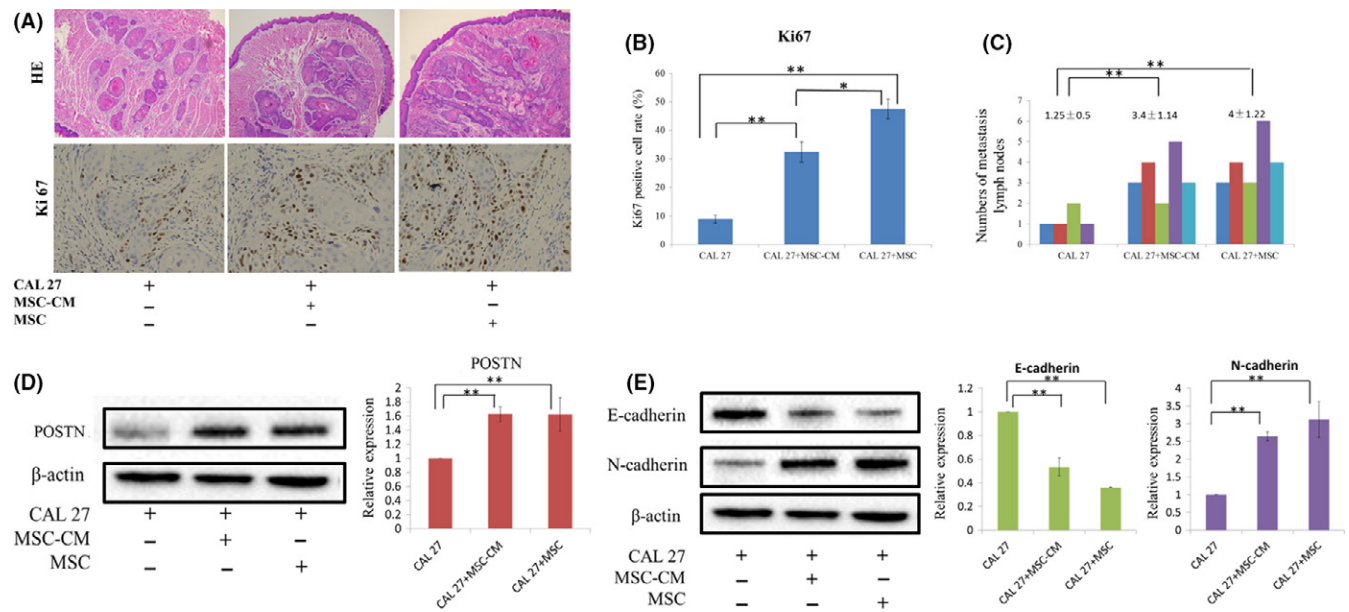 (A)
HE
Ki 67
CAL 27 + + +
MSC-CM – + –
MSC – – +
(B)
Ki67
Ki67 positive cell rate (%)
60
50
40
30
20
10
0
** * **
CAL 27 CAL 27+MSC-CM CAL 27+MSC
(C)
Numbers of metastasis
lymph nodes
7
6
5
4
3
2
1
0
**
**
1.25±0.5 3.4±1.14 4±1.22
CAL 27 CAL 27+MSC-CM CAL 27+MSC
(D)
POSTN
β-actin
CAL 27 + + +
MSC-CM – + –
MSC – – +
POSTN
Relative expression
2
1.8
1.6
1.4
1.2
1
0.8
0.6
0.4
0.2
0
**
**
CAL 27
CAL 27+MSC-CM
CAL 27+MSC
(E)
E-cadherin
N-cadherin
β-actin
CAL 27 + + +
MSC-CM – + –
MSC – – +
E-cadherin
Relative expression
1.2
1
0.8
0.6
0.4
0.2
0
**
**
CAL 27
CAL 27+MSC-CM
CAL 27+MSC
N-cadherin
Relative expression
4
3.5
3
2.5
2
1.5
1
0.5
0
**
**
CAL 27
CAL 27+MSC-CM
CAL 27+MSC